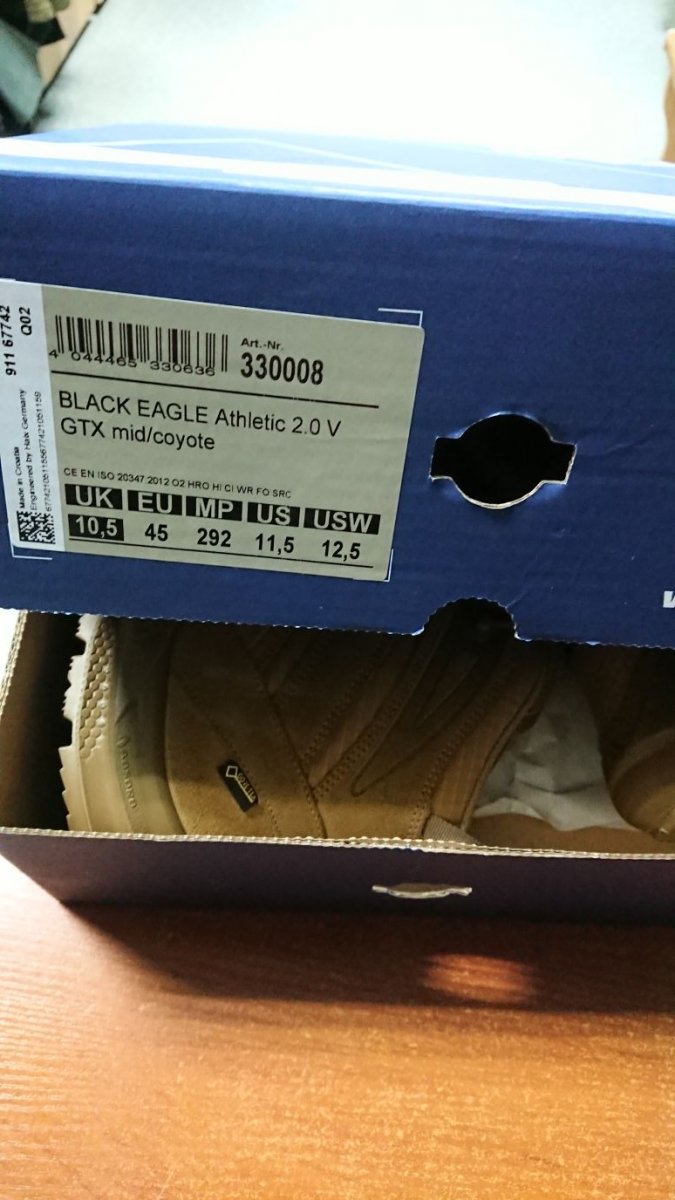 911 67742
Q02
Made in Croatia
Engineered by Haix Germany
4 044465 330636
Art.-Nr.
330008
BLACK EAGLE Athletic 2.0 V
GTX mid/coyote
CE EN ISO 20347 2012 O2 HRO HI CI WR FO SRC
UK EU MP US USW
10,5 45 292 11,5 12,5